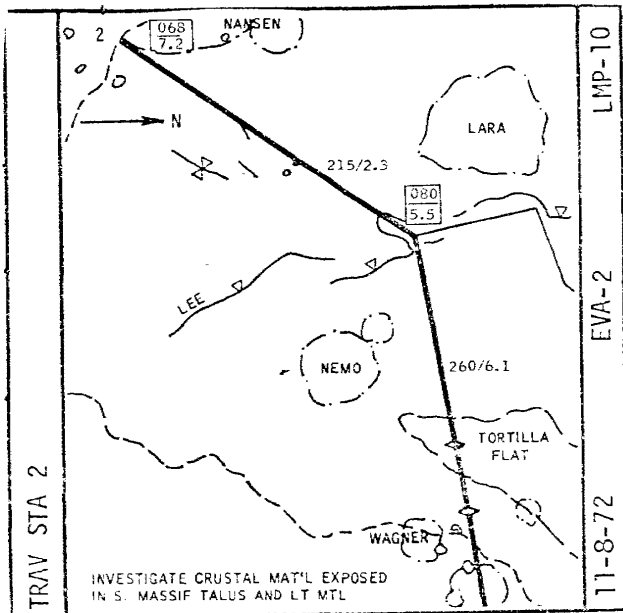 2
068
7.2
NANSEN
N
LARA
215/2.3
080
5.5
LEE
NEMO
260/6.1
TORTILLA
FLAT
WAGNER
INVESTIGATE CRUSTAL MAT'L EXPOSED
IN S. MASSIF TALUS AND LT MTL
TRAV STA 2
LMP-10
EVA-2
11-8-72